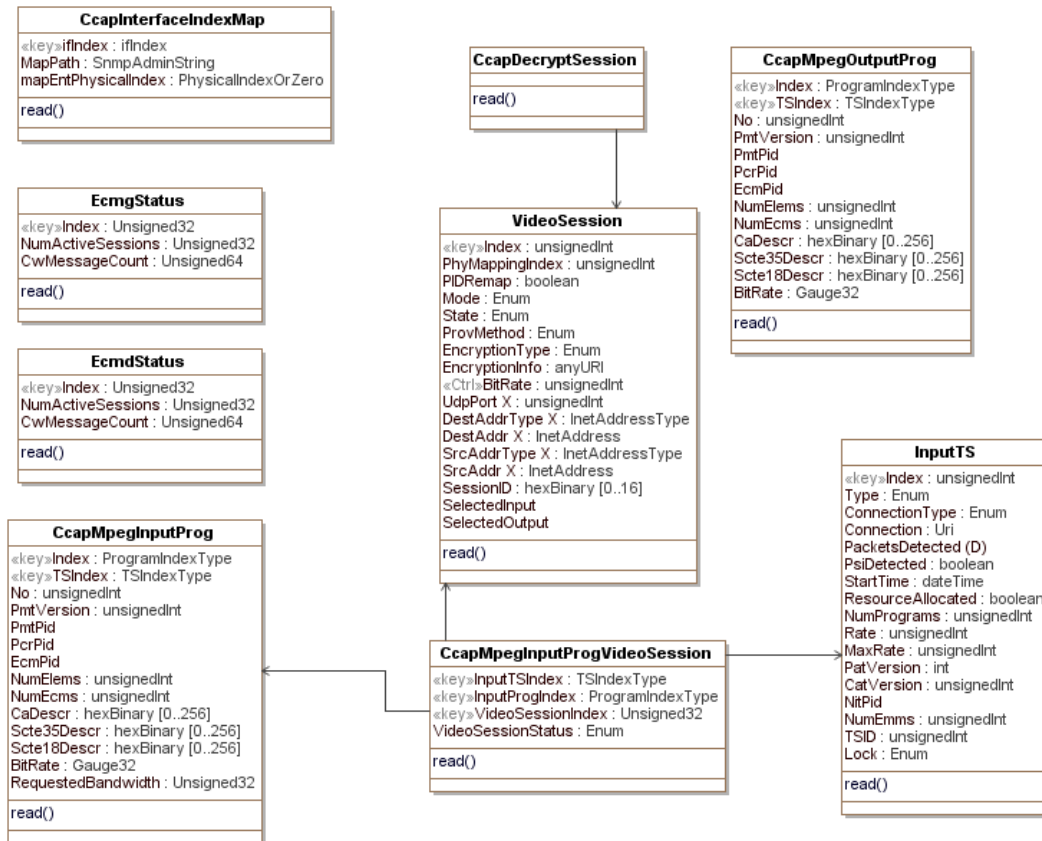 CcapInterfaceIndexMap
«key»ifIndex : ifIndex
MapPath : SnmpAdminString
mapEntPhysicalIndex : PhysicalIndexOrZero
read()
CcapDecryptSession
read()
CcapMpegOutputProg
«key»Index : ProgramIndexType
«key»TSIndex : TSIndexType
No : unsignedInt
PmtVersion : unsignedInt
PmtPid
PcrPid
EcmPid
NumElems : unsignedInt
NumEcms : unsignedInt
CaDescr : hexBinary [0..256]
Scte35Descr : hexBinary [0..256]
Scte18Descr : hexBinary [0..256]
BitRate : Gauge32
read()
EcmgStatus
«key»Index : Unsigned32
NumActiveSessions : Unsigned32
CwMessageCount : Unsigned64
read()
VideoSession
«key»Index : unsignedInt
PhyMappingIndex : unsignedInt
PIDRemap : boolean
Mode : Enum
State : Enum
ProvMethod : Enum
EncryptionType : Enum
EncryptionInfo : anyURI
«Ctrl»BitRate : unsignedInt
UdpPort X : unsignedInt
DestAddrType X : InetAddressType
DestAddr X : InetAddress
SrcAddrType X : InetAddressType
SrcAddr X : InetAddress
SessionID : hexBinary [0..16]
SelectedInput
SelectedOutput
read()
EcmdStatus
«key»Index : Unsigned32
NumActiveSessions : Unsigned32
CwMessageCount : Unsigned64
read()
InputTS
«key»Index : unsignedInt
Type : Enum
ConnectionType : Enum
Connection : Uri
PacketsDetected (D)
PsiDetected : boolean
StartTime : dateTime
ResourceAllocated : boolean
NumPrograms : unsignedInt
Rate : unsignedInt
MaxRate : unsignedInt
PatVersion : int
CatVersion : unsignedInt
NitPid
NumEmms : unsignedInt
TSID : unsignedInt
Lock : Enum
read()
CcapMpegInputProg
«key»Index : ProgramIndexType
«key»TSIndex : TSIndexType
No : unsignedInt
PmtVersion : unsignedInt
PmtPid
PcrPid
EcmPid
NumElems : unsignedInt
NumEcms : unsignedInt
CaDescr : hexBinary [0..256]
Scte35Descr : hexBinary [0..256]
Scte18Descr : hexBinary [0..256]
BitRate : Gauge32
RequestedBandwidth : Unsigned32
read()
CcapMpegInputProgVideoSession
«key»InputTSIndex : TSIndexType
«key»InputProgIndex : ProgramIndexType
«key»VideoSessionIndex : Unsigned32
VideoSessionStatus : Enum
read()